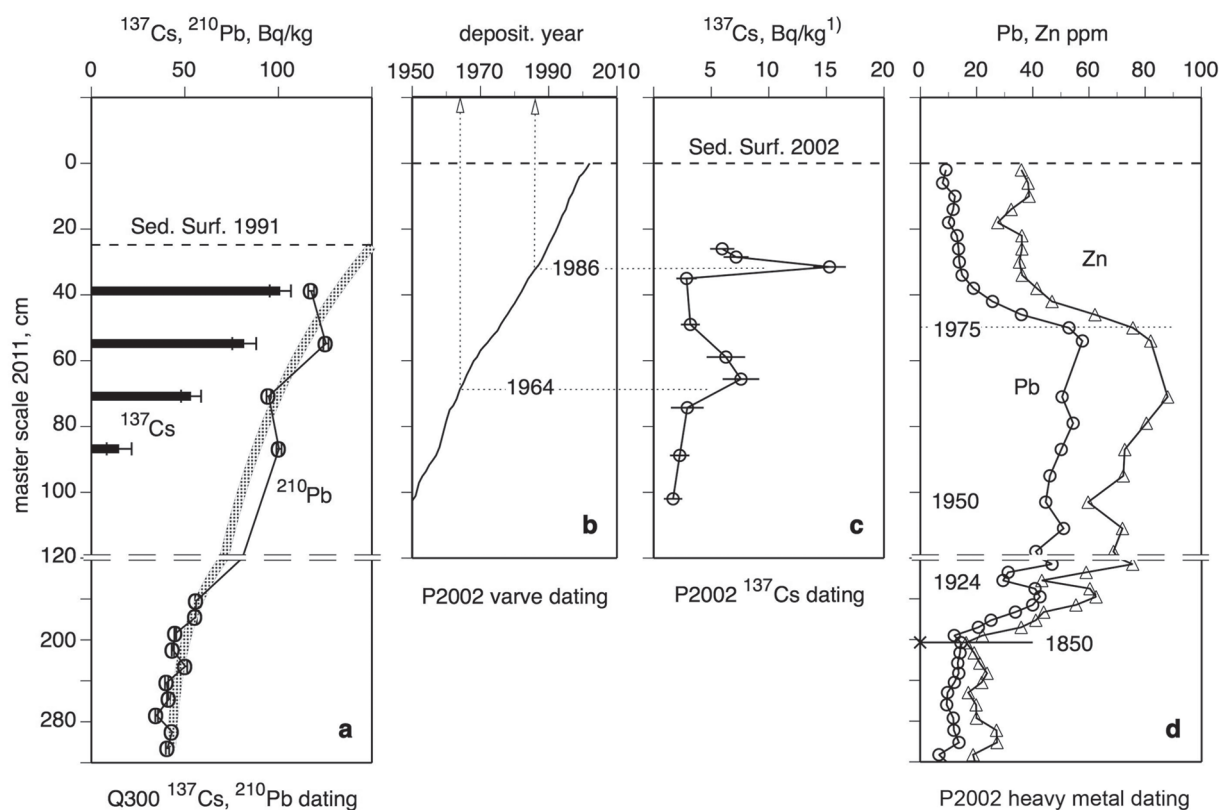 ¹³⁷Cs, ²¹⁰Pb, Bq/kg
deposit. year
¹³⁷Cs, Bq/kg¹⁾
Pb, Zn ppm
0 50 100
1950 1970 1990 2010
5 10 15 20
0 20 40 60 80 100
master scale 2011, cm
0
20
40
60
80
100
120
200
280
Sed. Surf. 1991
¹³⁷Cs
²¹⁰Pb
a
1986
1964
b
Sed. Surf. 2002
c
Zn
1975
Pb
1950
1924
1850
d
Q300 ¹³⁷Cs, ²¹⁰Pb dating
P2002 varve dating
P2002 ¹³⁷Cs dating
P2002 heavy metal dating